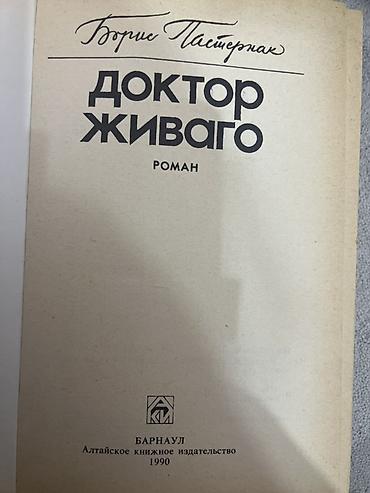 Борис Пастернак
ДОКТОР
ЖИВАГО
РОМАН
БАРНАУЛ
Алтайское книжное издательство
1990